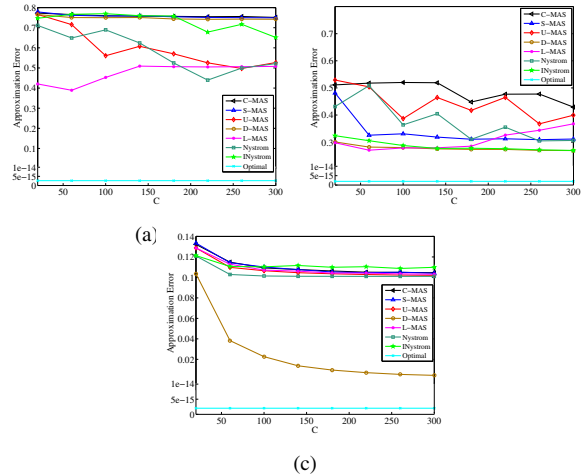 0.8
0.7
0.6
0.5
0.4
0.3
0.2
0.1
1e−14
5e−15
0
Approximation Error
50 100 150 200 250 300
C
C−MAS
S−MAS
U−MAS
D−MAS
L−MAS
Nystrom
INystrom
Optimal
(a)
0.7
0.5
0.4
0.3
0.2
1e−14
5e−15
0
Approximation Error
50 100 150 200 250 300
C
C−MAS
S−MAS
U−MAS
D−MAS
L−MAS
Nystrom
INystrom
Optimal
0.14
0.12
0.1
0.08
0.06
0.04
0.02
1e−14
5e−15
0
Approximation Error
50 100 150 200 250 300
C
C−MAS
S−MAS
U−MAS
D−MAS
L−MAS
Nystrom
INystrom
Optimal
(c)